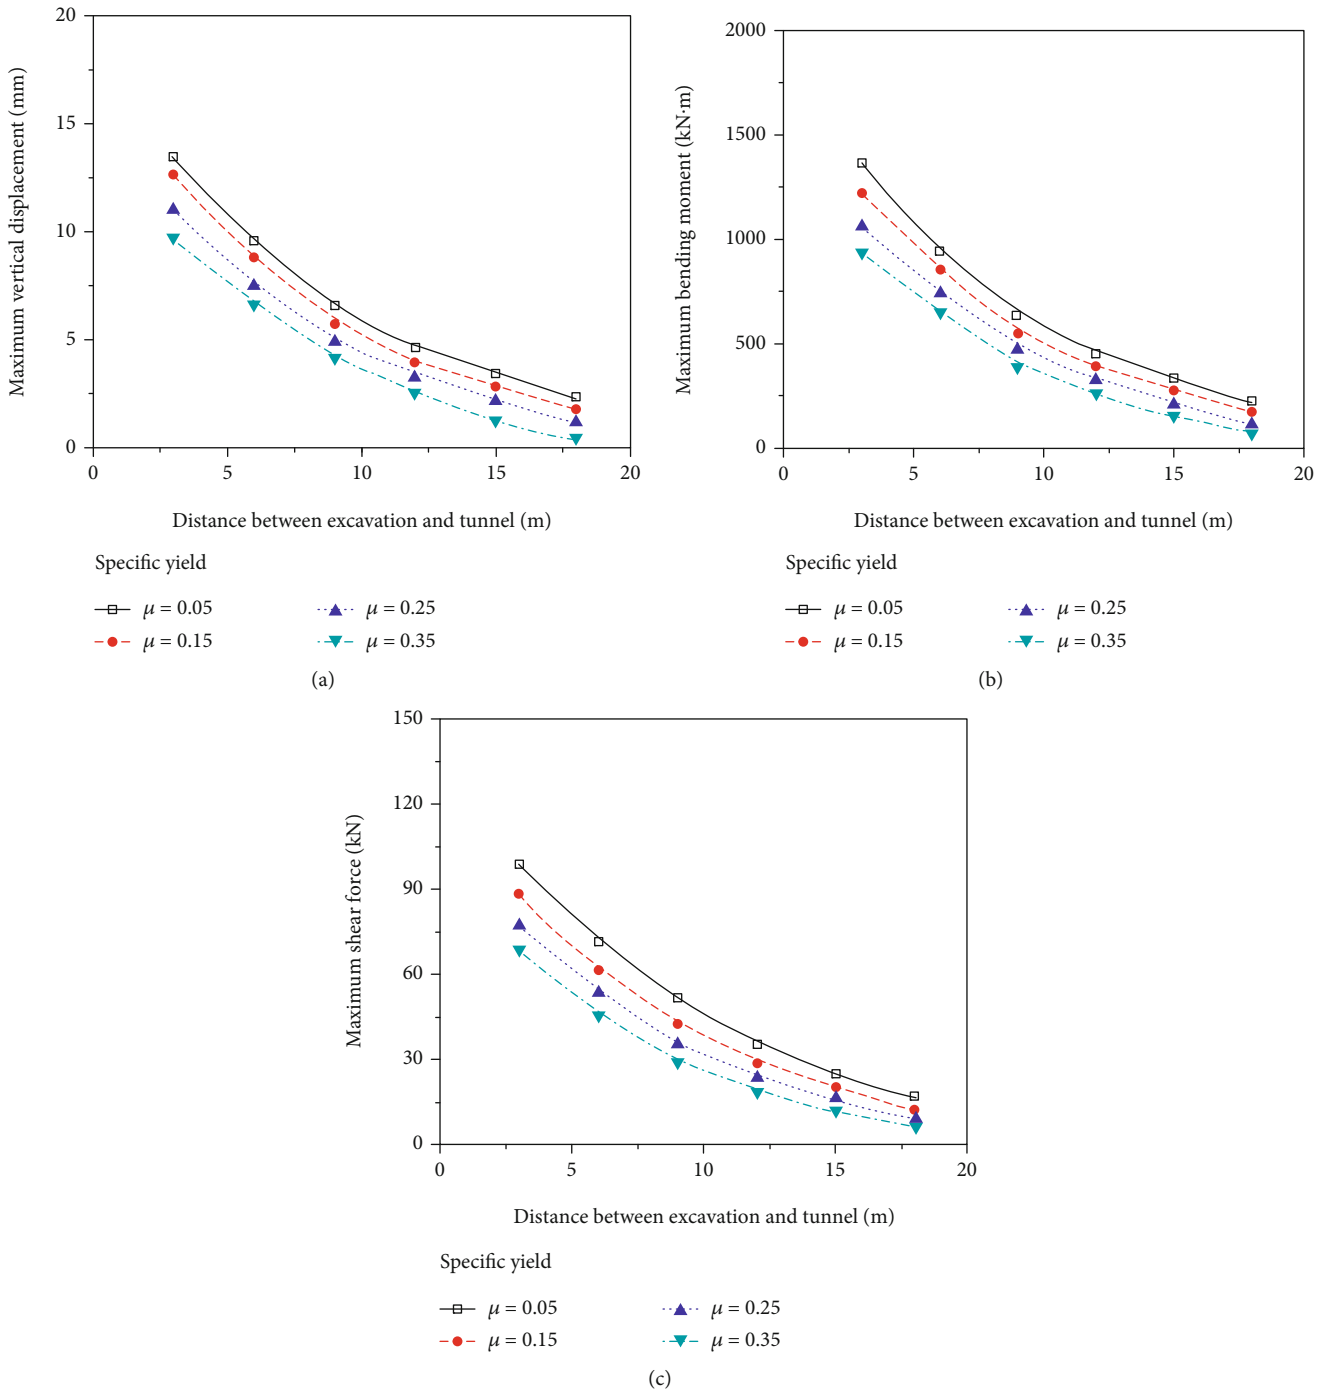 20
15
10
5
0
Maximum vertical displacement (mm)
0 5 10 15 20
Distance between excavation and tunnel (m)
Specific yield
μ = 0.05 μ = 0.25
μ = 0.15 μ = 0.35
(a)
2000
1500
1000
500
0
Maximum bending moment (kN·m)
0 5 10 15 20
Distance between excavation and tunnel (m)
Specific yield
μ = 0.05 μ = 0.25
μ = 0.15 μ = 0.35
(b)
150
120
90
60
30
0
Maximum shear force (kN)
0 5 10 15 20
Distance between excavation and tunnel (m)
Specific yield
μ = 0.05 μ = 0.25
μ = 0.15 μ = 0.35
(c)